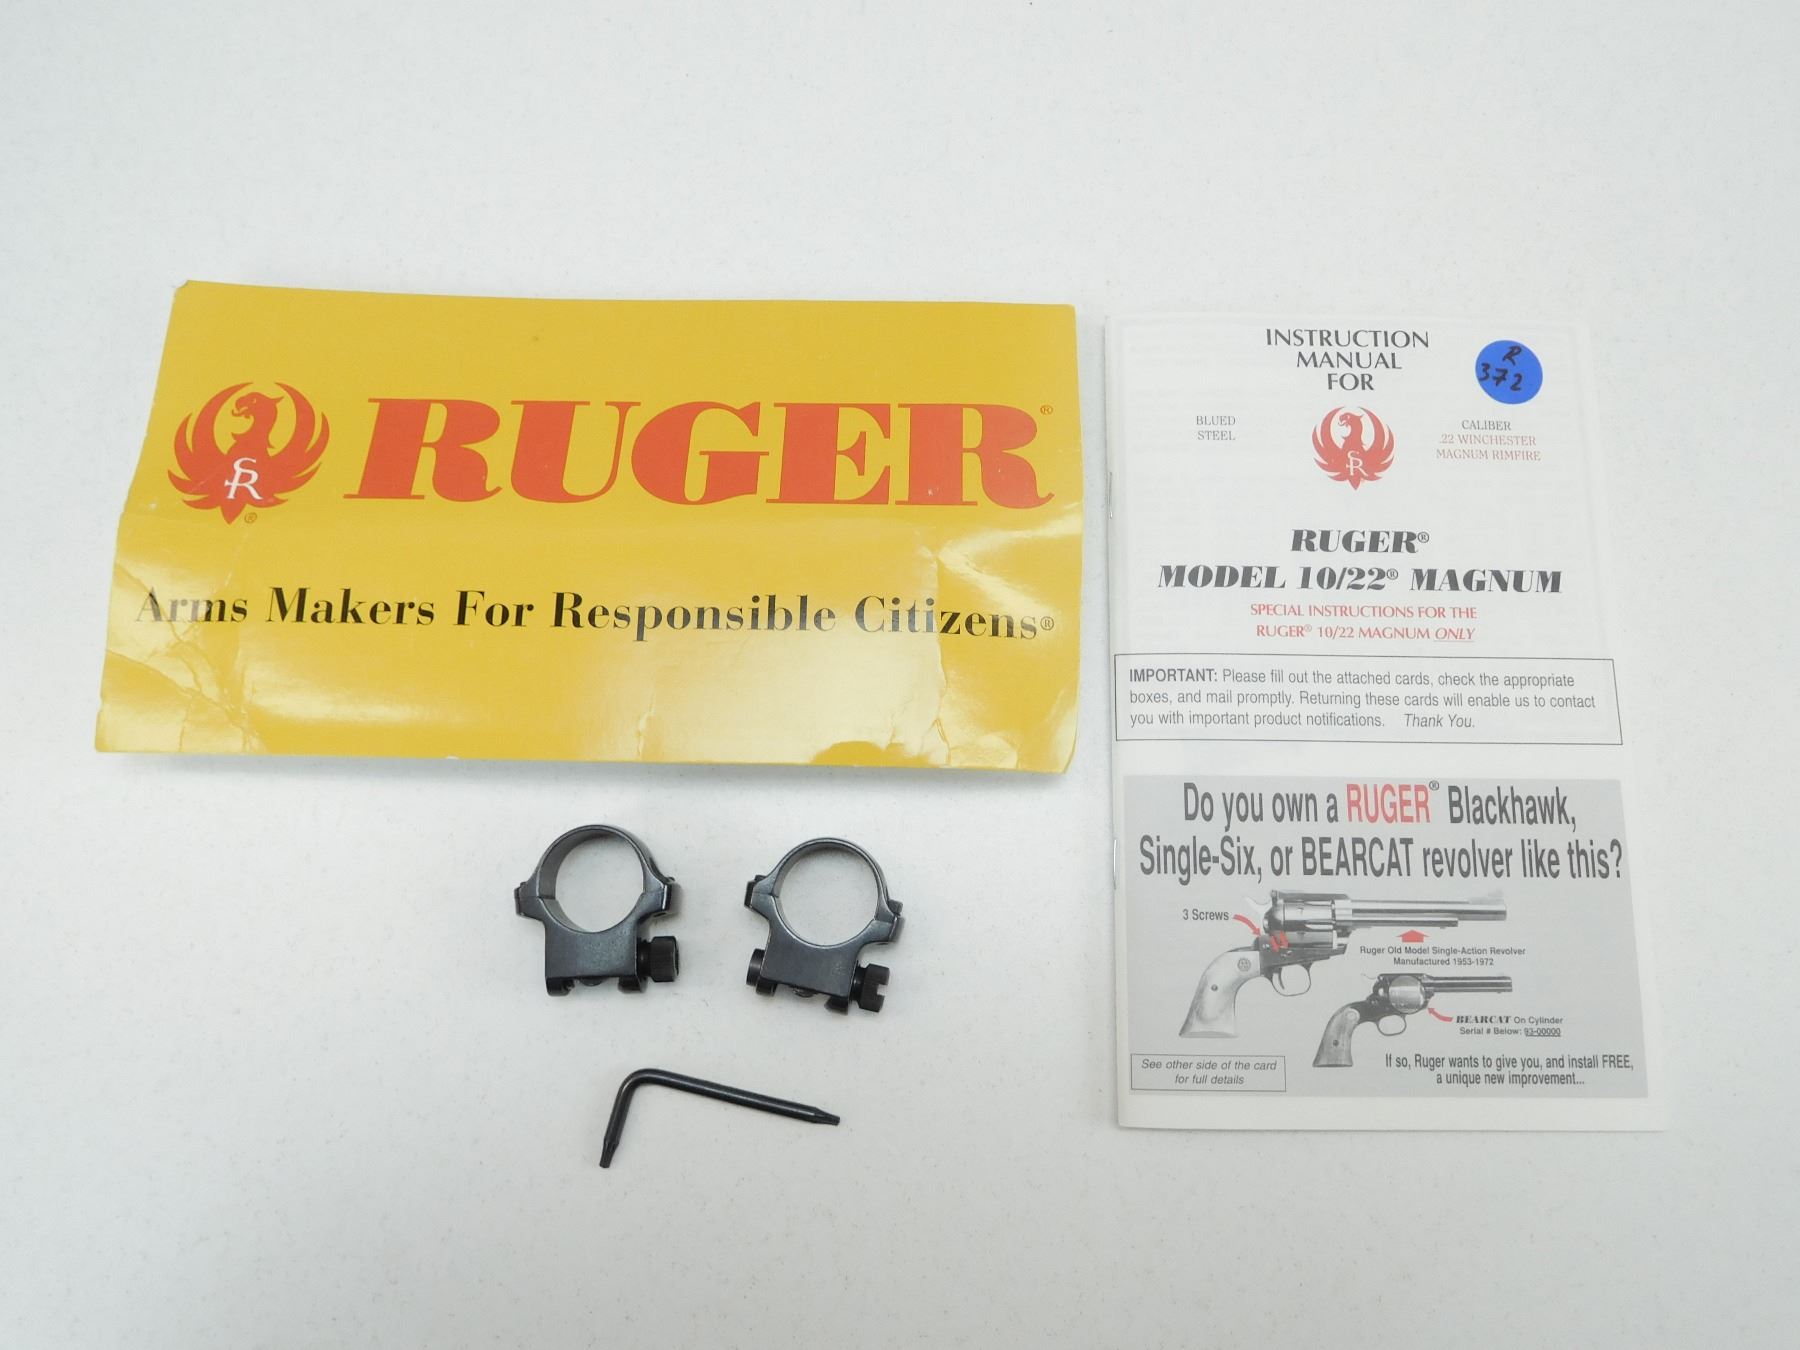 SR
®
RUGER®
Arms Makers For Responsible Citizens®
INSTRUCTION
MANUAL
FOR
R
372
BLUED
STEEL
SR
CALIBER
.22 WINCHESTER
MAGNUM RIMFIRE
RUGER®
MODEL 10/22® MAGNUM
SPECIAL INSTRUCTIONS FOR THE
RUGER® 10/22 MAGNUM ONLY
IMPORTANT: Please fill out the attached cards, check the appropriate
boxes, and mail promptly. Returning these cards will enable us to contact
you with important product notifications. Thank You.
Do you own a RUGER® Blackhawk,
Single-Six, or BEARCAT revolver like this?
3 Screws
Ruger Old Model Single-Action Revolver
Manufactured 1953-1972
BEARCAT On Cylinder
Serial # Below: 93-00000
See other side of the card
for full details
If so, Ruger wants to give you, and install FREE,
a unique new improvement...